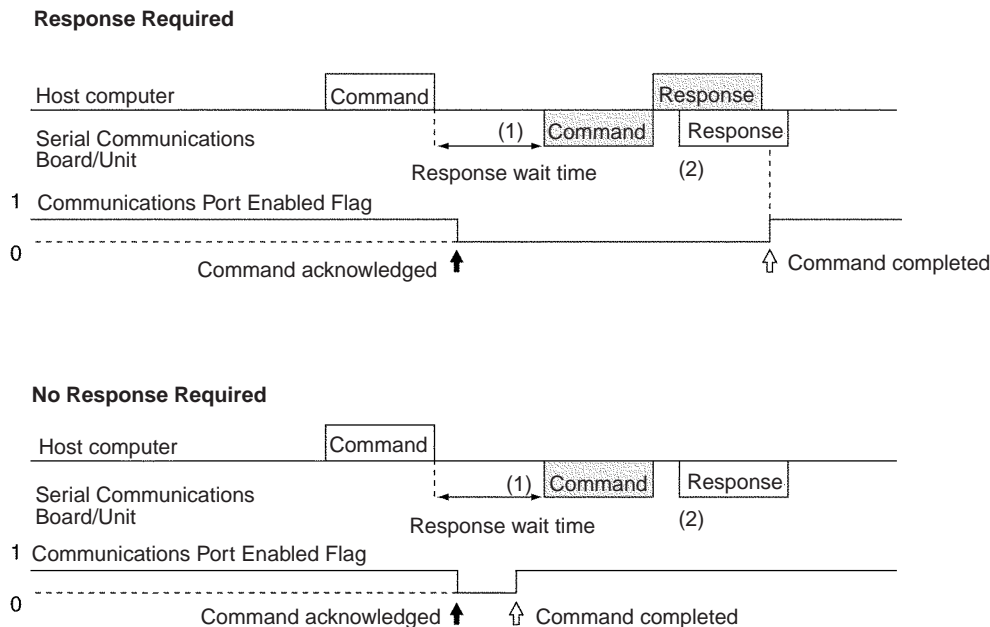 Response Required
Host computer
Command
Response
Serial Communications
Board/Unit
(1)
Command
Response
Response wait time
(2)
1 Communications Port Enabled Flag
0
Command acknowledged
Command completed
No Response Required
Host computer
Command
Serial Communications
Board/Unit
(1)
Command
Response
Response wait time
(2)
1 Communications Port Enabled Flag
0
Command acknowledged
Command completed